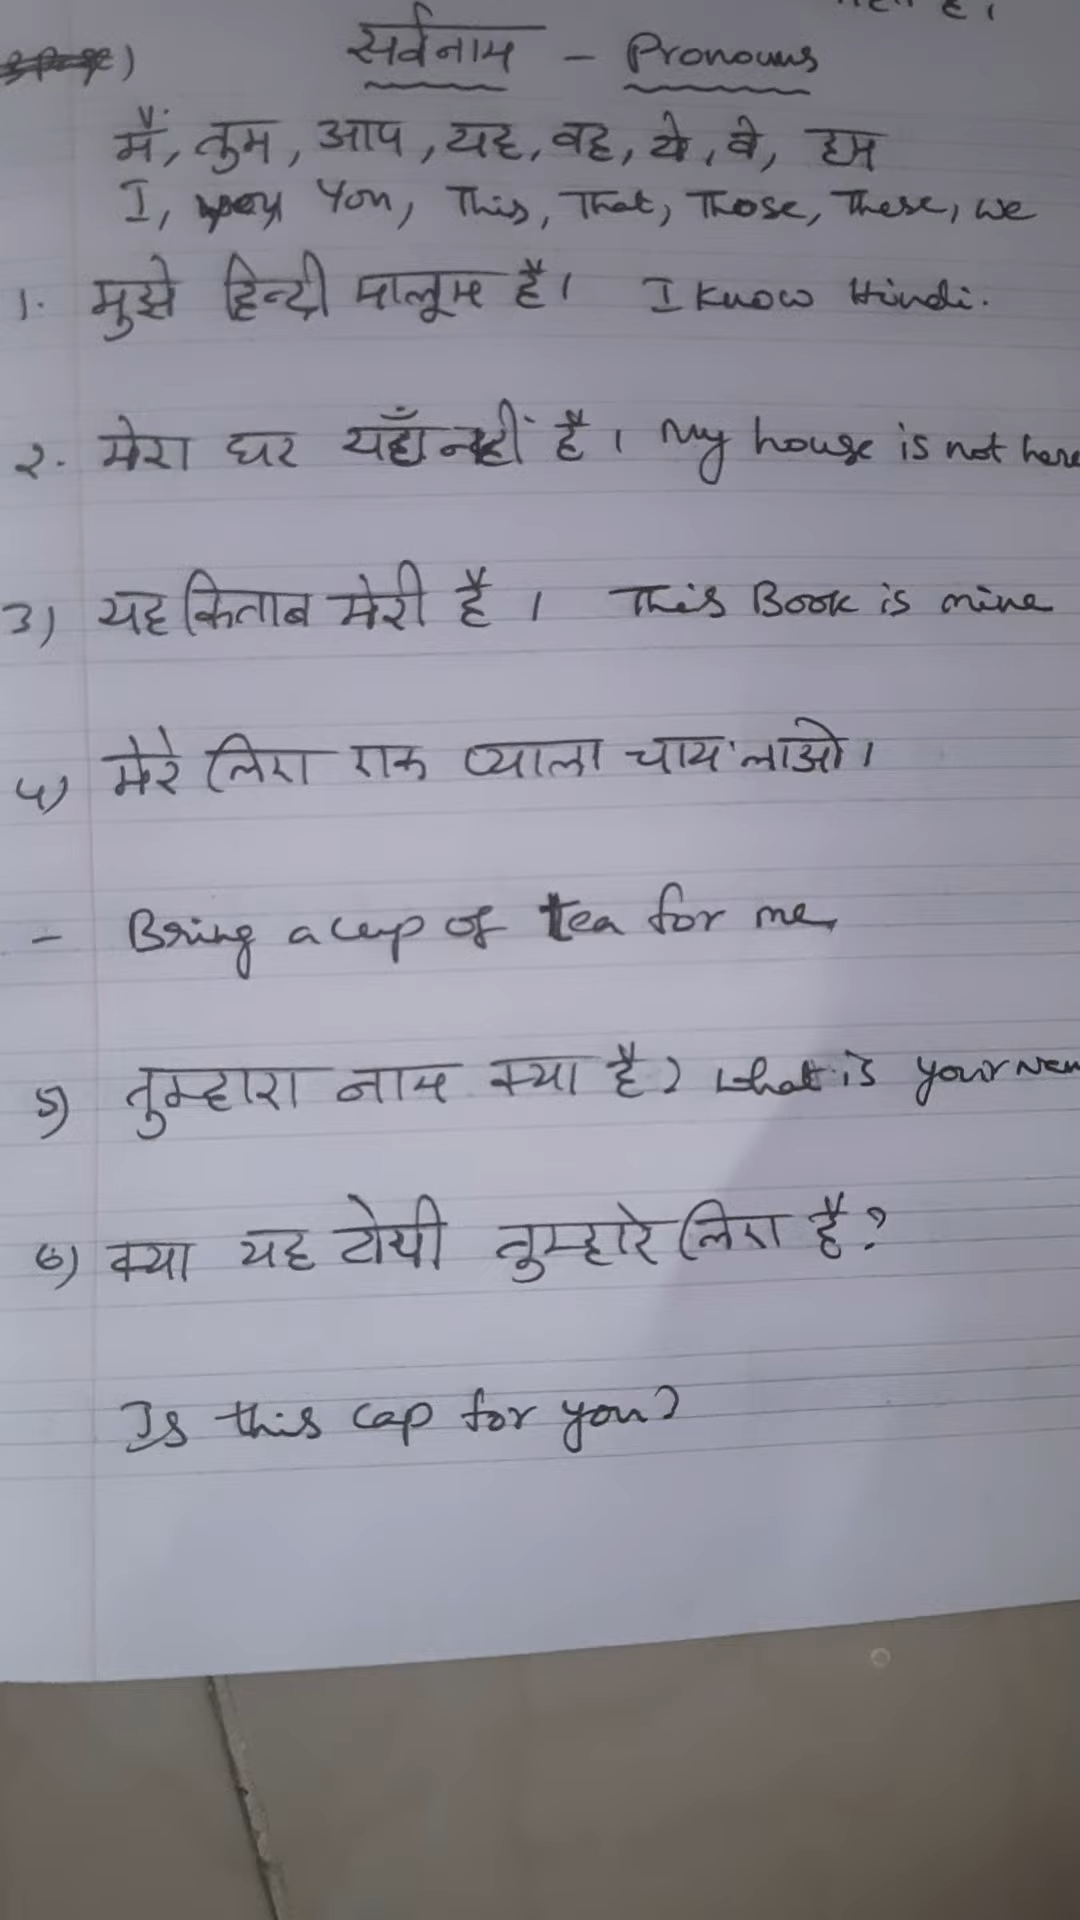 सर्वनाम - Pronouns
मैं, तुम, आप, यह, वह, ये, वे, हम
I, you, This, That, Those, These, we
1. मुझे हिन्दी मालूम है। I know Hindi.
२. मेरा घर यहाँ नहीं है। My house is not here
3) यह किताब मेरी है। This Book is mine
4) मेरे लिए एक प्याला चाय लाओ।
- Bring a cup of tea for me,
5) तुम्हारा नाम क्या है? what is your
6) क्या यह टोपी तुम्हारे लिए है?
Is this cap for you?